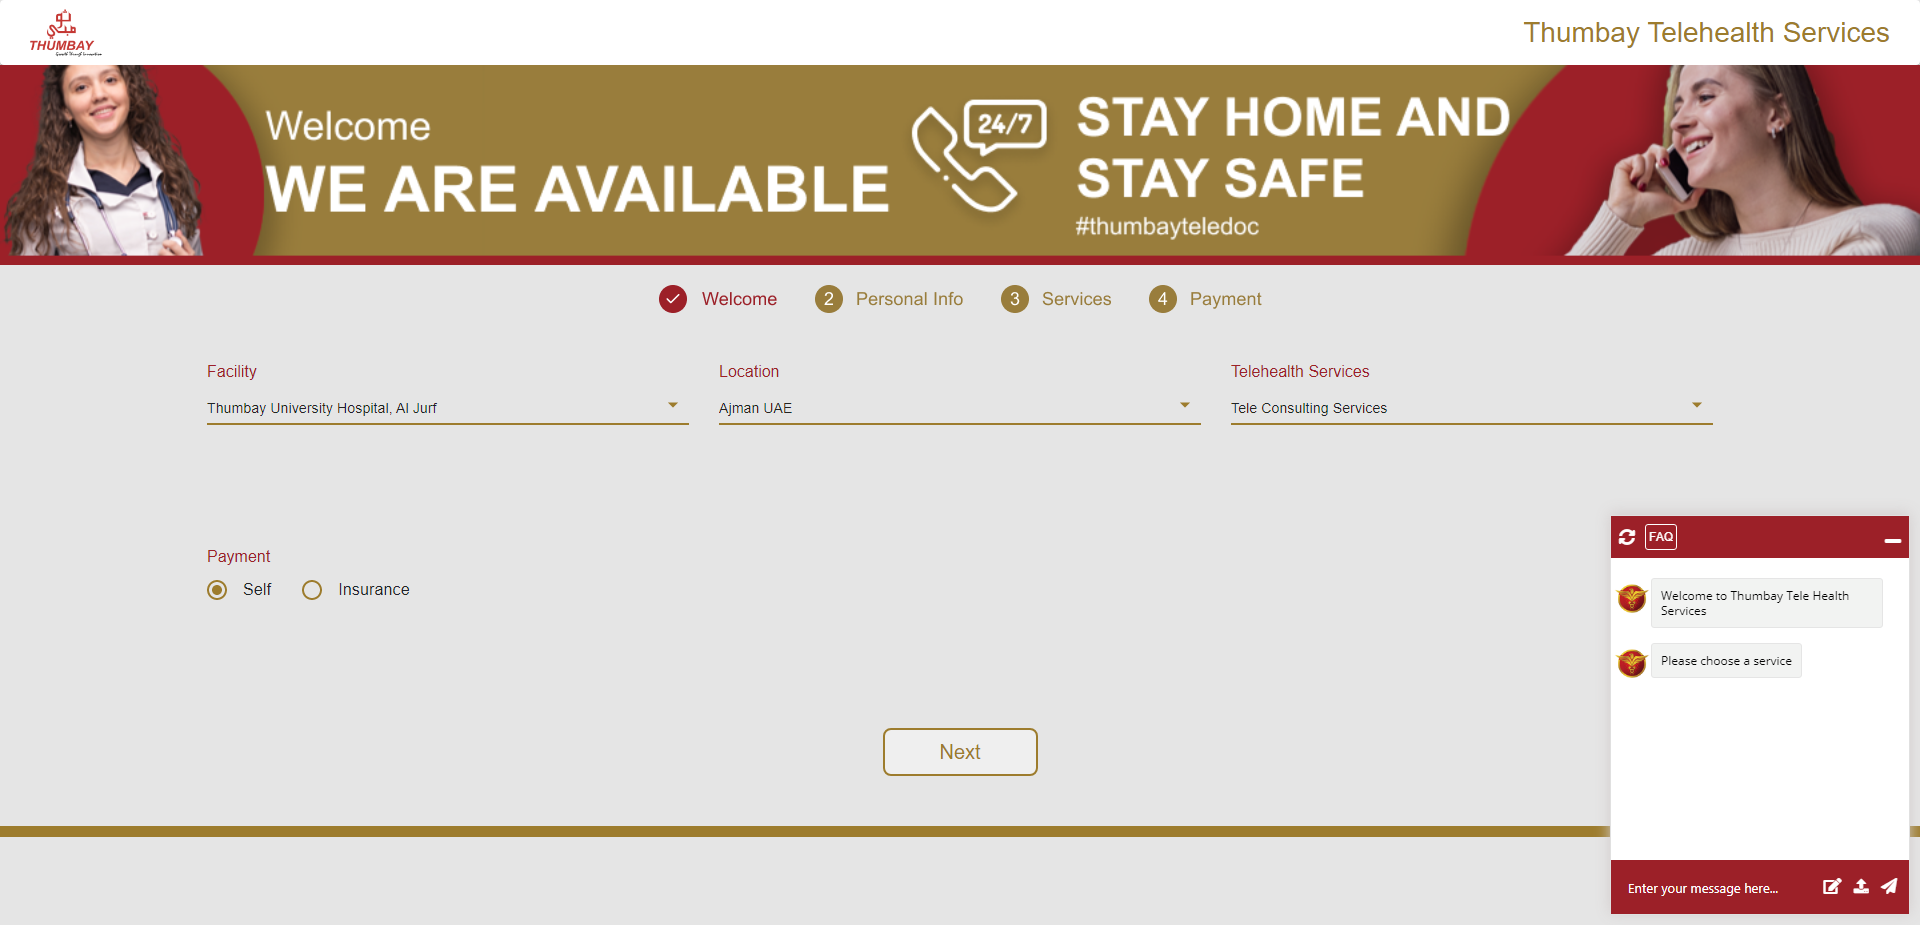 ثومبي
THUMBAY
Thumbay Telehealth Services
Welcome
WE ARE AVAILABLE
24/7
STAY HOME AND
STAY SAFE
#thumbayteledoc
Welcome
2 Personal Info
3 Services
4 Payment
Facility
Thumbay University Hospital, Al Jurf
Location
Ajman UAE
Telehealth Services
Tele Consulting Services
Payment
Self
Insurance
Next
FAQ
Welcome to Thumbay Tele Health
Services
Please choose a service
Enter your message here...